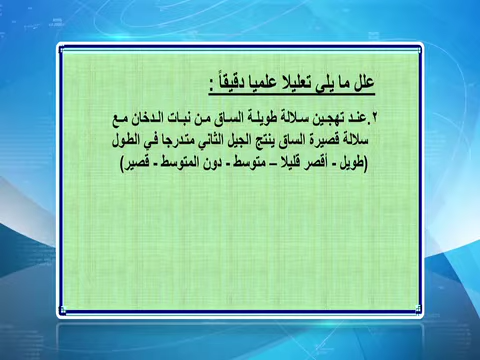 علل ما يلي تعليلا علميا دقيقاً :
٢.عند تهجين سلالة طويلة الساق من نبات الدخان مع
سلالة قصيرة الساق ينتج الجيل الثاني متدرجا في الطول
(طويل - أقصر قليلا – متوسط - دون المتوسط - قصير)